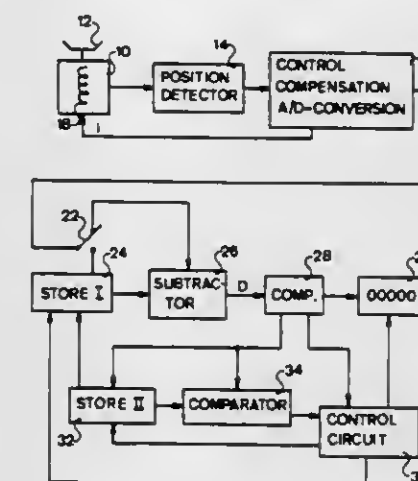 12
14
10
POSITION
DETECTOR
CONTROL
COMPENSATION
A/D-CONVERSION
18
i
22
24
STORE I
26
SUBTRAC-
TOR
D
28
COMP.
00000
STORE II
32
34
COMPARATOR
CONTROL
CIRCUIT